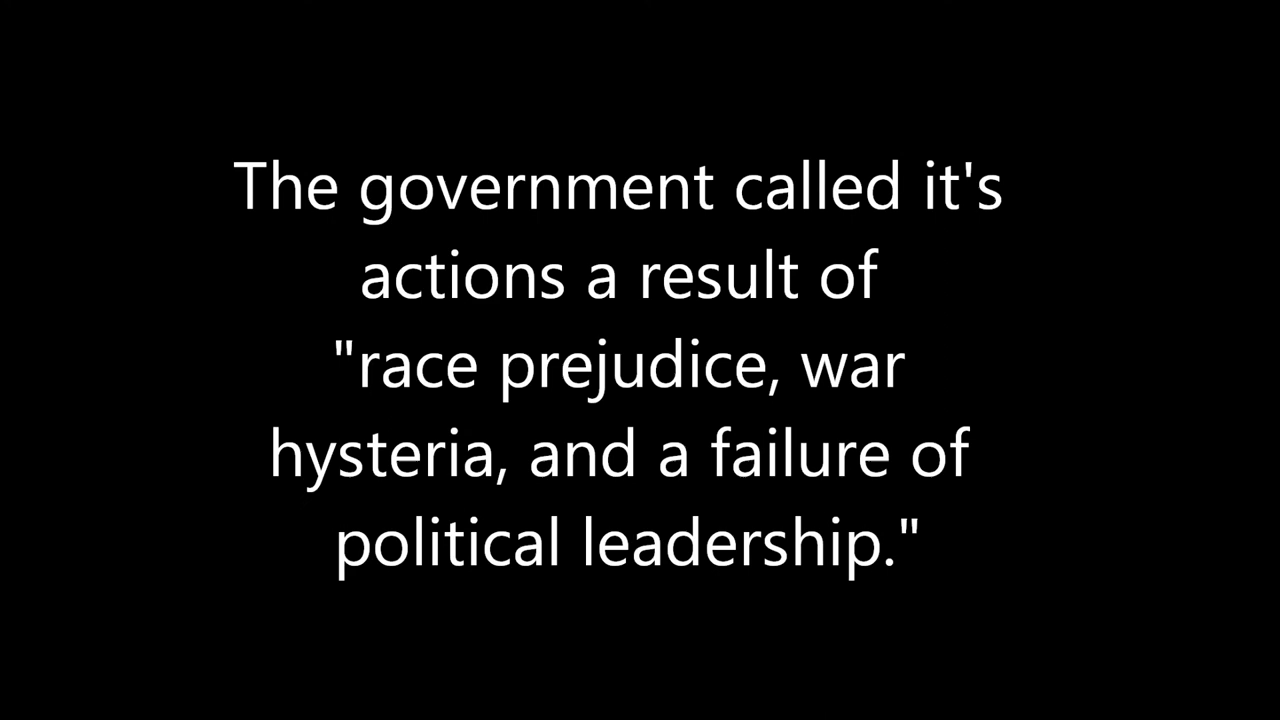 The government called it's
actions a result of
"race prejudice, war
hysteria, and a failure of
political leadership."